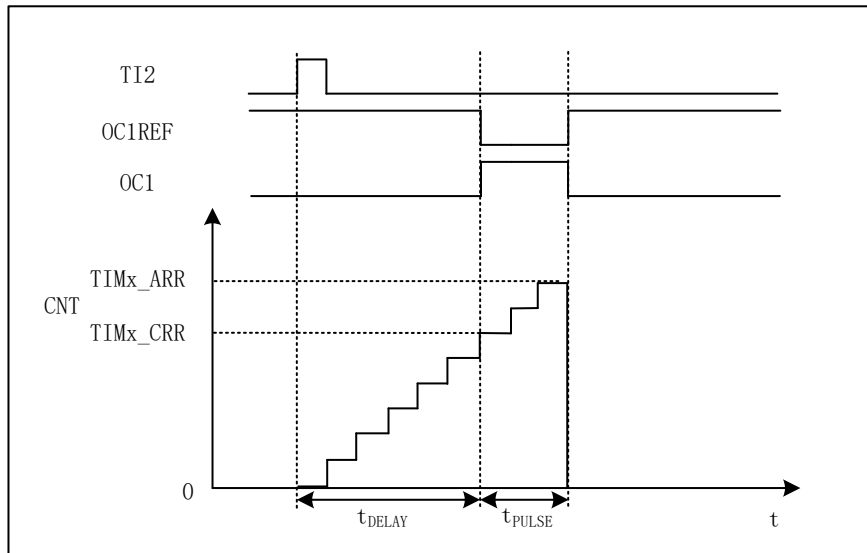 TI2
OC1REF
OC1
TIMx_ARR
CNT
TIMx_CRR
0
tDELAY
tPULSE
t